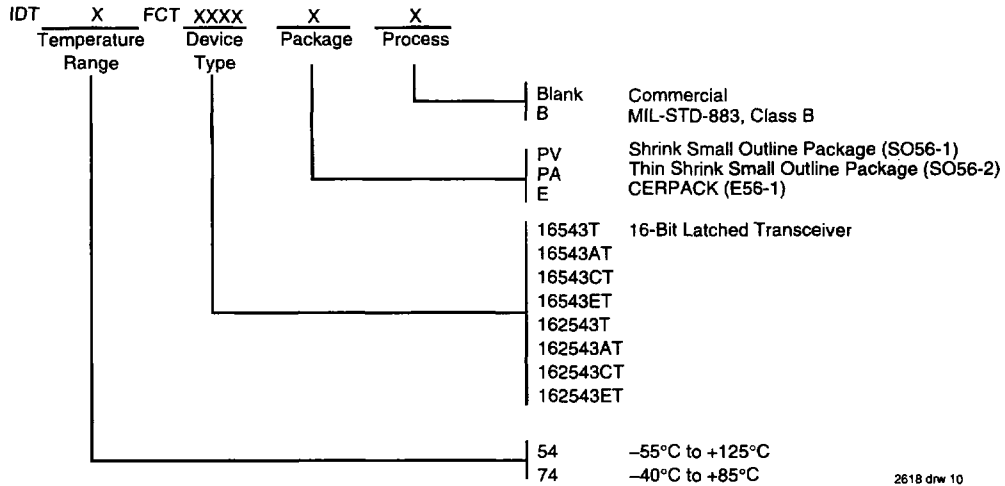 IDT X FCT XXXX X X
Temperature Range Device Type Package Process
Blank Commercial
B MIL-STD-883, Class B
PV Shrink Small Outline Package (SO56-1)
PA Thin Shrink Small Outline Package (SO56-2)
E CERPACK (E56-1)
16543T 16-Bit Latched Transceiver
16543AT
16543CT
16543ET
162543T
162543AT
162543CT
162543ET
54 –55°C to +125°C
74 –40°C to +85°C
2618 drw 10